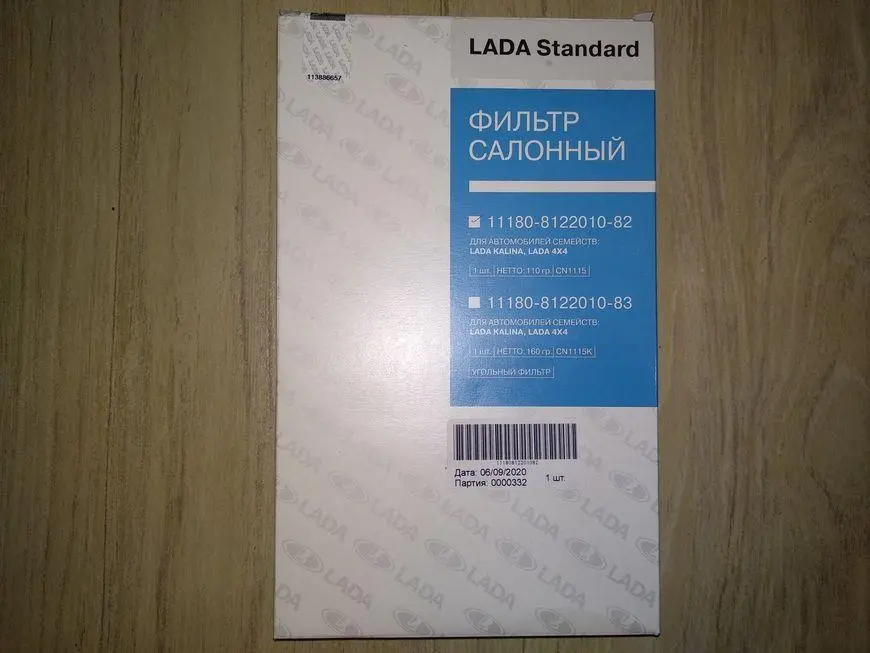 113886657
LADA Standard
ФИЛЬТР
САЛОННЫЙ
11180-8122010-82
ДЛЯ АВТОМОБИЛЕЙ СЕМЕЙСТВ:
LADA KALINA, LADA 4X4
1 шт. НЕТТО: 110 гр. CN1115
11180-8122010-83
ДЛЯ АВТОМОБИЛЕЙ СЕМЕЙСТВ:
LADA KALINA, LADA 4X4
1 шт. НЕТТО: 160 гр. CN1115K
УГОЛЬНЫЙ ФИЛЬТР
11180812201082
Дата: 06/09/2020
Партия: 0000332
1 шт.
LADA